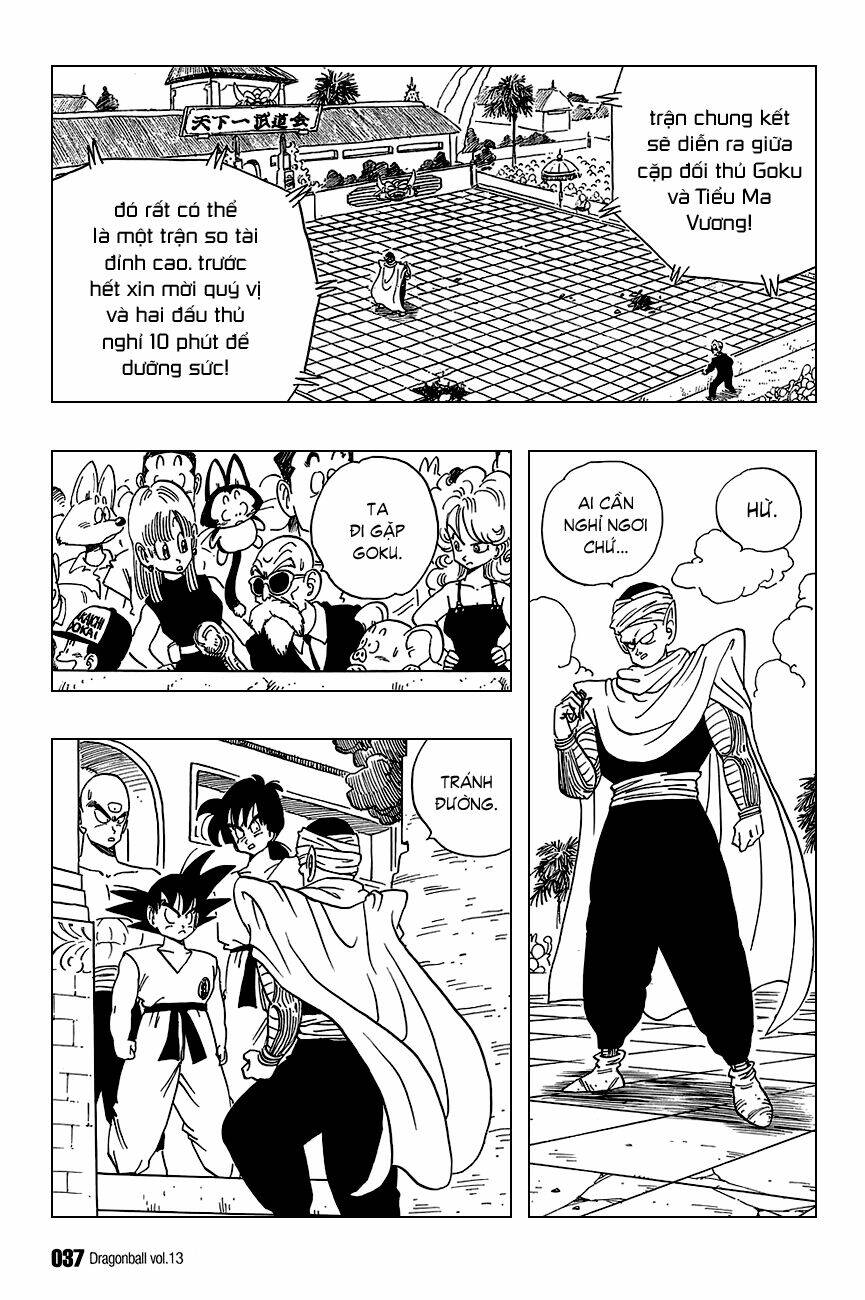 trận chung kết
sẽ diễn ra giữa
cặp đối thủ Goku
và Tiểu Ma
Vương!
天下一武道会
đó rất có thể
là một trận so tài
đỉnh cao. trước
hết xin mời quý vị
và hai đấu thủ
nghỉ 10 phút để
dưỡng sức!
HỪ.
AI CẦN
NGHỈ NGƠI
CHỨ...
TA
ĐI GẶP
GOKU.
KAICHI
DOKAI
TRÁNH
ĐƯỜNG.
037 Dragonball vol.13